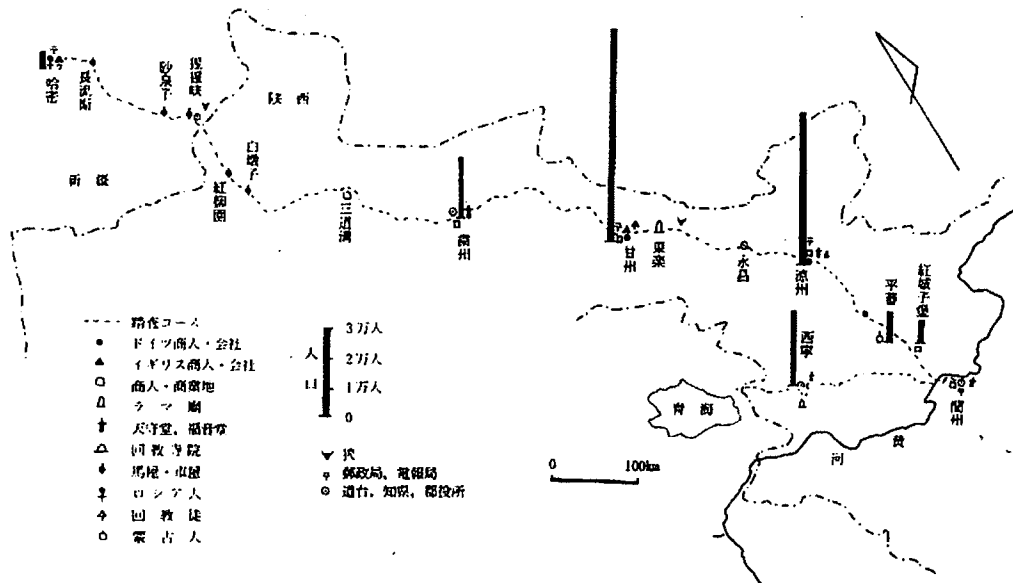 哈密
長流水
砂泉子
猩猩峡
陝西
新疆
紅柳園
白墩子
三道溝
粛州
甘州
東楽
永昌
涼州
平番
紅城子堡
西寧
青海
蘭州
黄
河
踏査コース
ドイツ商人・会社
イギリス商人・会社
商人・商業地
ラマ廟
天守堂、福音堂
回教寺院
馬屋・車屋
ロシア人
回教徒
蒙古人
人口
3万人
2万人
1万人
0
郵政局、電報局
道台、知県、郡役所
0 100km